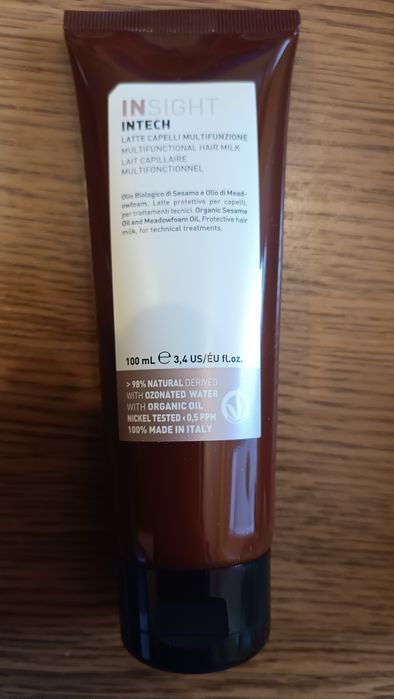 INSIGHT
INTECH
LATTE CAPELLI MULTIFUNZIONE
MULTIFUNCTIONAL HAIR MILK
LAIT CAPILLAIRE
MULTIFONCTIONNEL
Olio Biologico di Sesamo e Olio di Mead-
owfoam. Latte protettivo per capelli,
per trattamenti tecnici. Organic Sesame
Oil and Meadowfoam Oil. Protective hair
milk, for technical treatments.
100 mL ℮ 3,4 US/ÉU fl.oz.
> 98% NATURAL DERIVED
WITH OZONATED WATER
WITH ORGANIC OIL
NICKEL TESTED <0,5 PPM
100% MADE IN ITALY